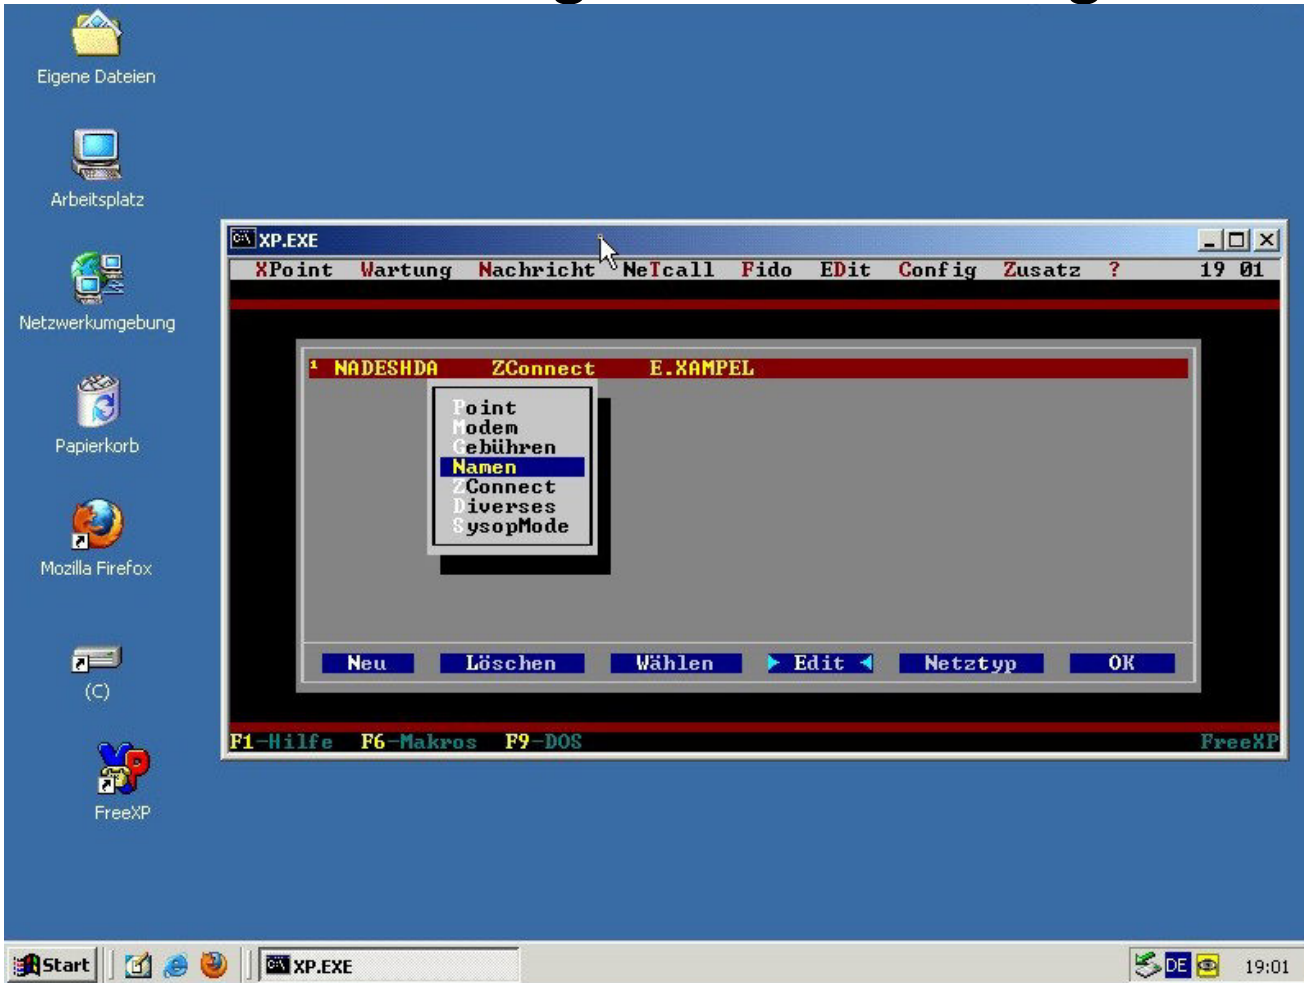 Eigene Dateien
Arbeitsplatz
Netzwerkumgebung
Papierkorb
Mozilla Firefox
(C)
FreeXP
XP.EXE
XPoint Wartung Nachricht NeTcall Fido EDit Config Zusatz ? 19 01
1 NADESHDA ZConnect E.XAMPEL
Point
Modem
Gebühren
Namen
ZConnect
Diverses
SysopMode
Neu Löschen Wählen Edit Netztyp OK
F1-Hilfe F6-Makros F9-DOS FreeXP
Start XP.EXE DE 19:01